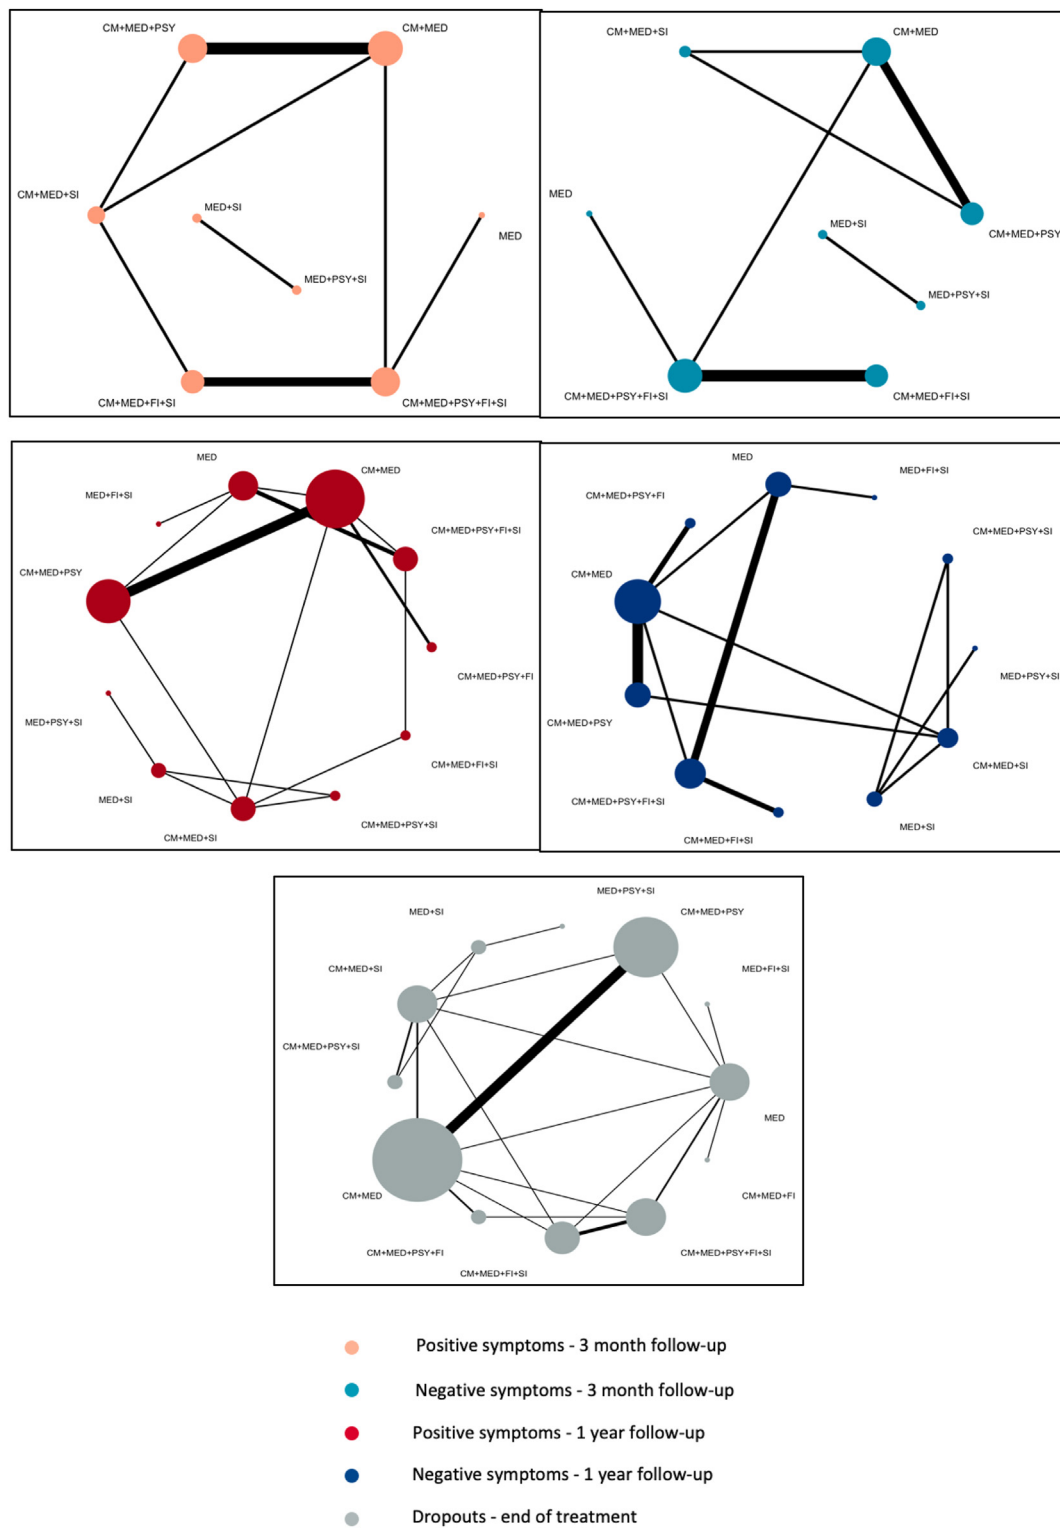 CM+MED+PSY
CM+MED
CM+MED+SI
MED+SI
MED
MED+PSY+SI
CM+MED+FI+SI
CM+MED+PSY+FI+SI
CM+MED+SI
CM+MED
MED
MED+SI
CM+MED+PSY
MED+PSY+SI
CM+MED+PSY+FI+SI
CM+MED+FI+SI
MED
CM+MED
MED+FI+SI
CM+MED+PSY+FI+SI
CM+MED+PSY
CM+MED+PSY+FI
MED+PSY+SI
CM+MED+FI+SI
MED+SI
CM+MED+PSY+SI
CM+MED+SI
MED
MED+FI+SI
CM+MED+PSY+FI
CM+MED+PSY+SI
CM+MED
MED+PSY+SI
CM+MED+PSY
CM+MED+SI
CM+MED+PSY+FI+SI
MED+SI
CM+MED+FI+SI
MED+PSY+SI
MED+SI
CM+MED+PSY
CM+MED+SI
MED+FI+SI
CM+MED+PSY+SI
MED
CM+MED
CM+MED+FI
CM+MED+PSY+FI
CM+MED+PSY+FI+SI
CM+MED+FI+SI
Positive symptoms - 3 month follow-up
Negative symptoms - 3 month follow-up
Positive symptoms - 1 year follow-up
Negative symptoms - 1 year follow-up
Dropouts - end of treatment